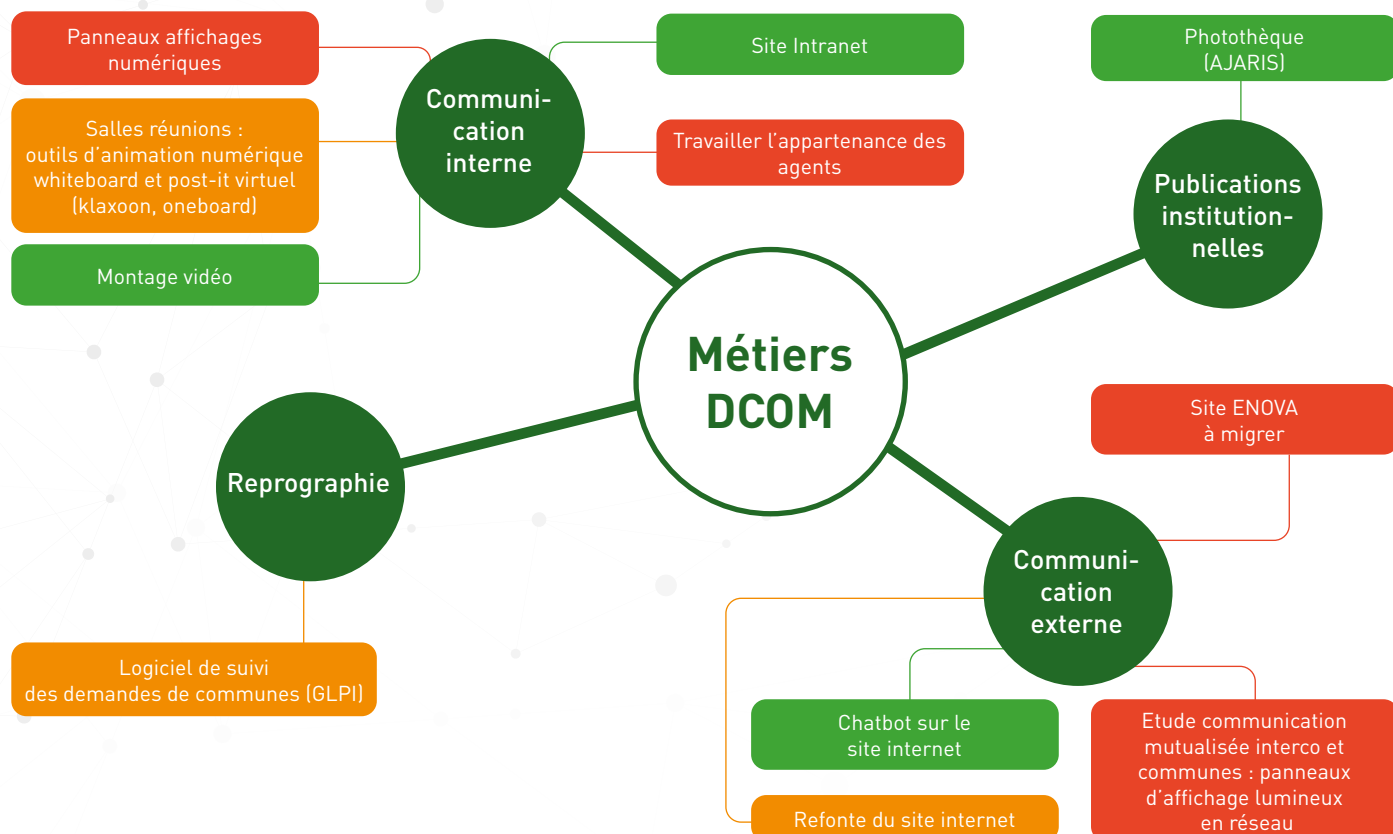 Panneaux affichages
numériques
Salles réunions :
outils d'animation numérique
whiteboard et post-it virtuel
(klaxoon, oneboard)
Montage vidéo
Communi-
cation
interne
Site Intranet
Travailler l'appartenance des
agents
Photothèque
(AJARIS)
Publications
institution-
nelles
Métiers
DCOM
Reprographie
Logiciel de suivi
des demandes de communes (GLPI)
Site ENOVA
à migrer
Communi-
cation
externe
Chatbot sur le
site internet
Refonte du site internet
Etude communication
mutualisée interco et
communes : panneaux
d'affichage lumineux
en réseau